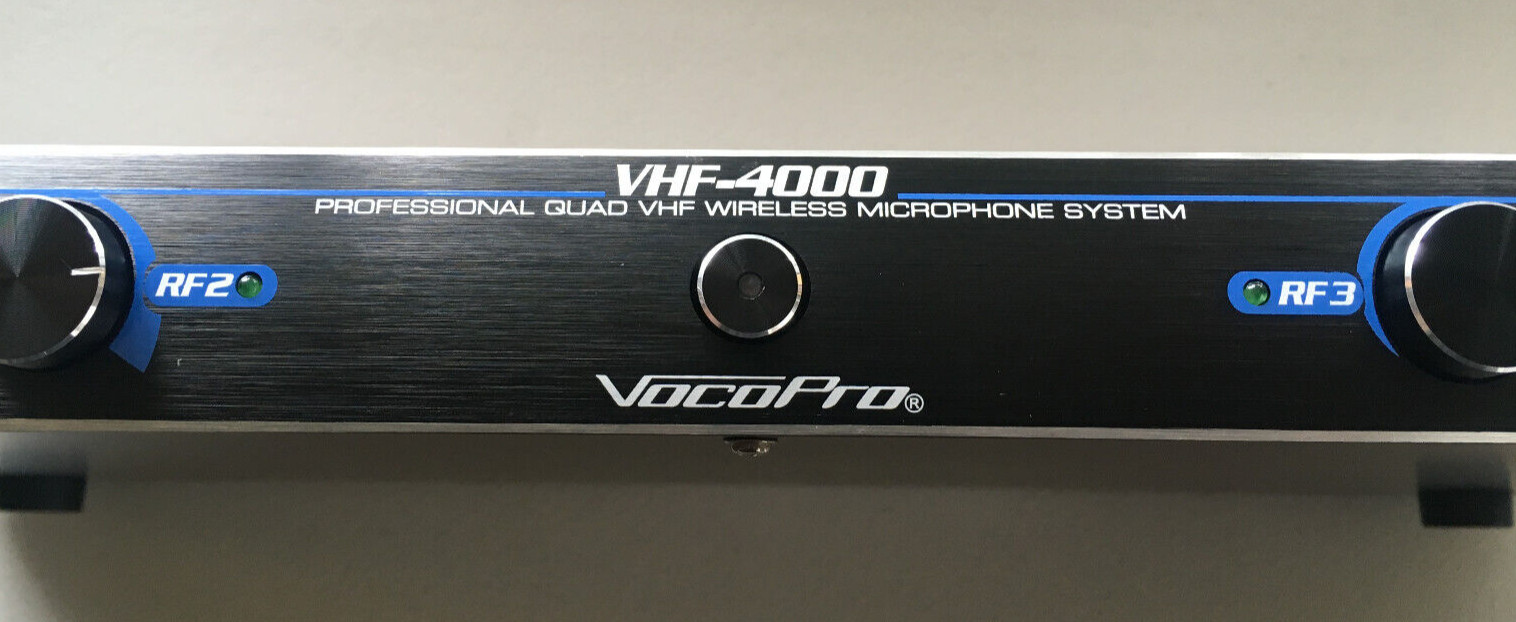 VHF-4000
PROFESSIONAL QUAD VHF WIRELESS MICROPHONE SYSTEM
RF2
RF3
VocoPro®